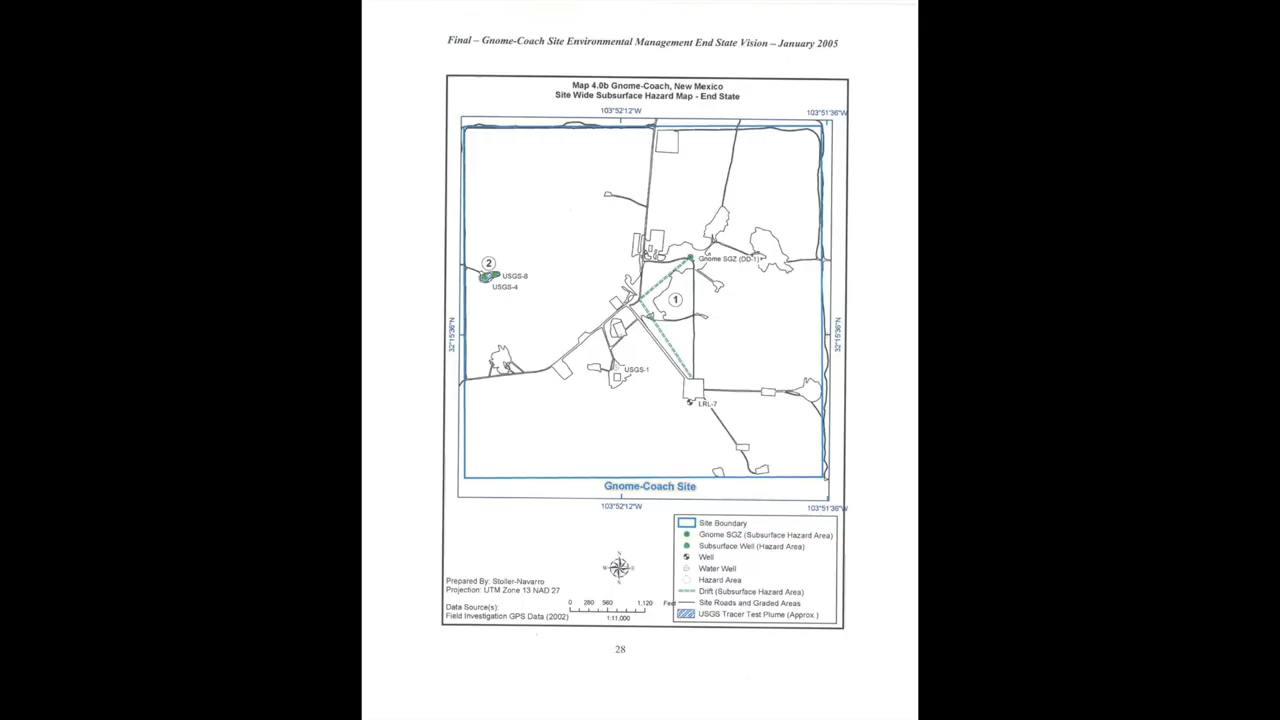 Final – Gnome-Coach Site Environmental Management End State Vision – January 2005
Map 4.0b Gnome-Coach, New Mexico
Site Wide Subsurface Hazard Map - End State
103°52'12"W
103°51'36"W
Gnome SGZ (DD-1)
2
USGS-8
USGS-4
1
32°15'36"N
32°15'36"N
USGS-1
LRL-7
Gnome-Coach Site
103°52'12"W
103°51'36"W
Site Boundary
Gnome SGZ (Subsurface Hazard Area)
Subsurface Well (Hazard Area)
Well
Water Well
Hazard Area
Drift (Subsurface Hazard Area)
Site Roads and Graded Areas
USGS Tracer Test Plume (Approx.)
N
W E
S
Prepared By: Stoller-Navarro
Projection: UTM Zone 13 NAD 27
Data Source(s):
Field Investigation GPS Data (2002)
0 280 560 1,120 Feet
1:11,000
28